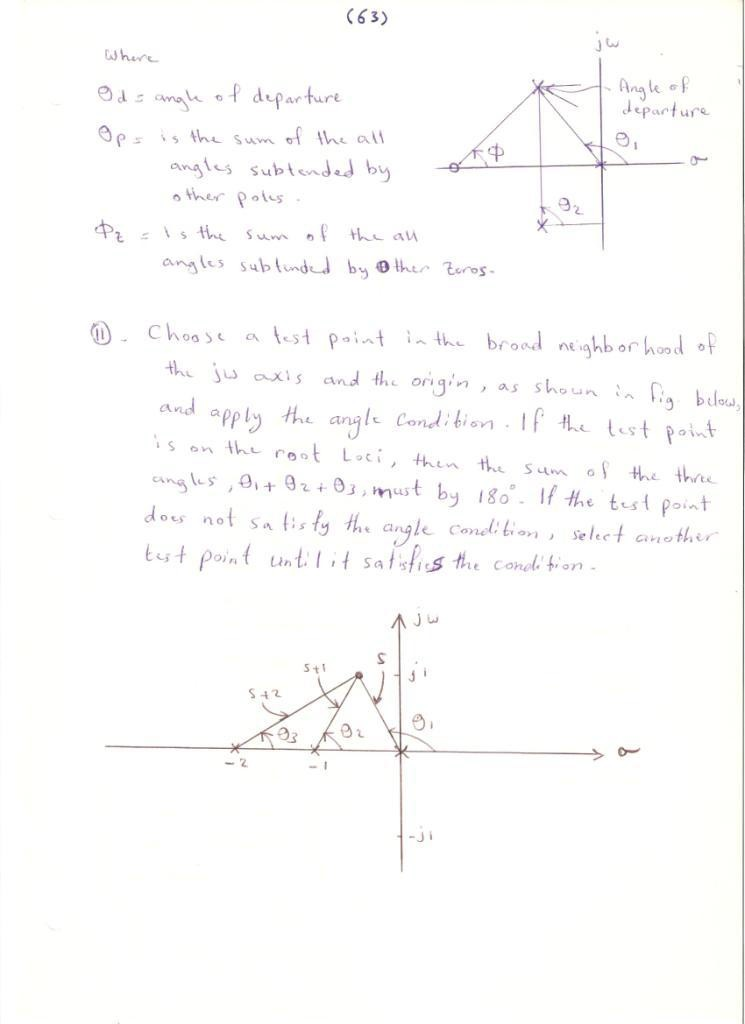 (63)
Where
θd = angle of departure
θp = is the sum of the all
angles subtended by
other poles.
Φz = is the sum of the all
angles subtended by other zeros.
jω
Angle of
departure
Φ
θ1
σ
θ2
(11). Choose a test point in the broad neighborhood of
the jω axis and the origin, as shown in fig. below,
and apply the angle condition. If the test point
is on the root Loci, then the sum of the three
angles, θ1 + θ2 + θ3, must by 180°. If the test point
does not satisfy the angle condition, select another
test point until it satisfies the condition.
jω
s+1
s
j1
s+2
θ3
θ2
θ1
σ
-2
-1
-j1